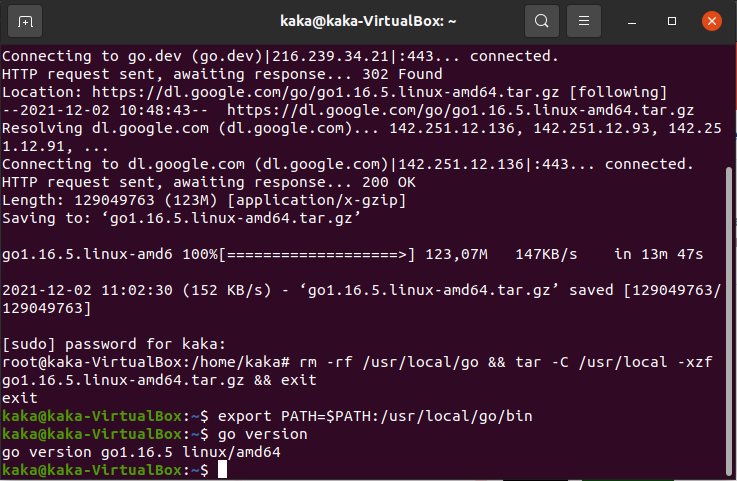 kaka@kaka-VirtualBox: ~
Connecting to go.dev (go.dev)|216.239.34.21|:443... connected.
HTTP request sent, awaiting response... 302 Found
Location: https://dl.google.com/go/go1.16.5.linux-amd64.tar.gz [following]
--2021-12-02 10:48:43--  https://dl.google.com/go/go1.16.5.linux-amd64.tar.gz
Resolving dl.google.com (dl.google.com)... 142.251.12.136, 142.251.12.93, 142.25
1.12.91, ...
Connecting to dl.google.com (dl.google.com)|142.251.12.136|:443... connected.
HTTP request sent, awaiting response... 200 OK
Length: 129049763 (123M) [application/x-gzip]
Saving to: ‘go1.16.5.linux-amd64.tar.gz’
go1.16.5.linux-amd6 100%[===================>] 123,07M   147KB/s    in 13m 47s
2021-12-02 11:02:30 (152 KB/s) - ‘go1.16.5.linux-amd64.tar.gz’ saved [129049763/
129049763]
[sudo] password for kaka:
root@kaka-VirtualBox:/home/kaka# rm -rf /usr/local/go && tar -C /usr/local -xzf
go1.16.5.linux-amd64.tar.gz && exit
exit
kaka@kaka-VirtualBox:~$ export PATH=$PATH:/usr/local/go/bin
kaka@kaka-VirtualBox:~$ go version
go version go1.16.5 linux/amd64
kaka@kaka-VirtualBox:~$